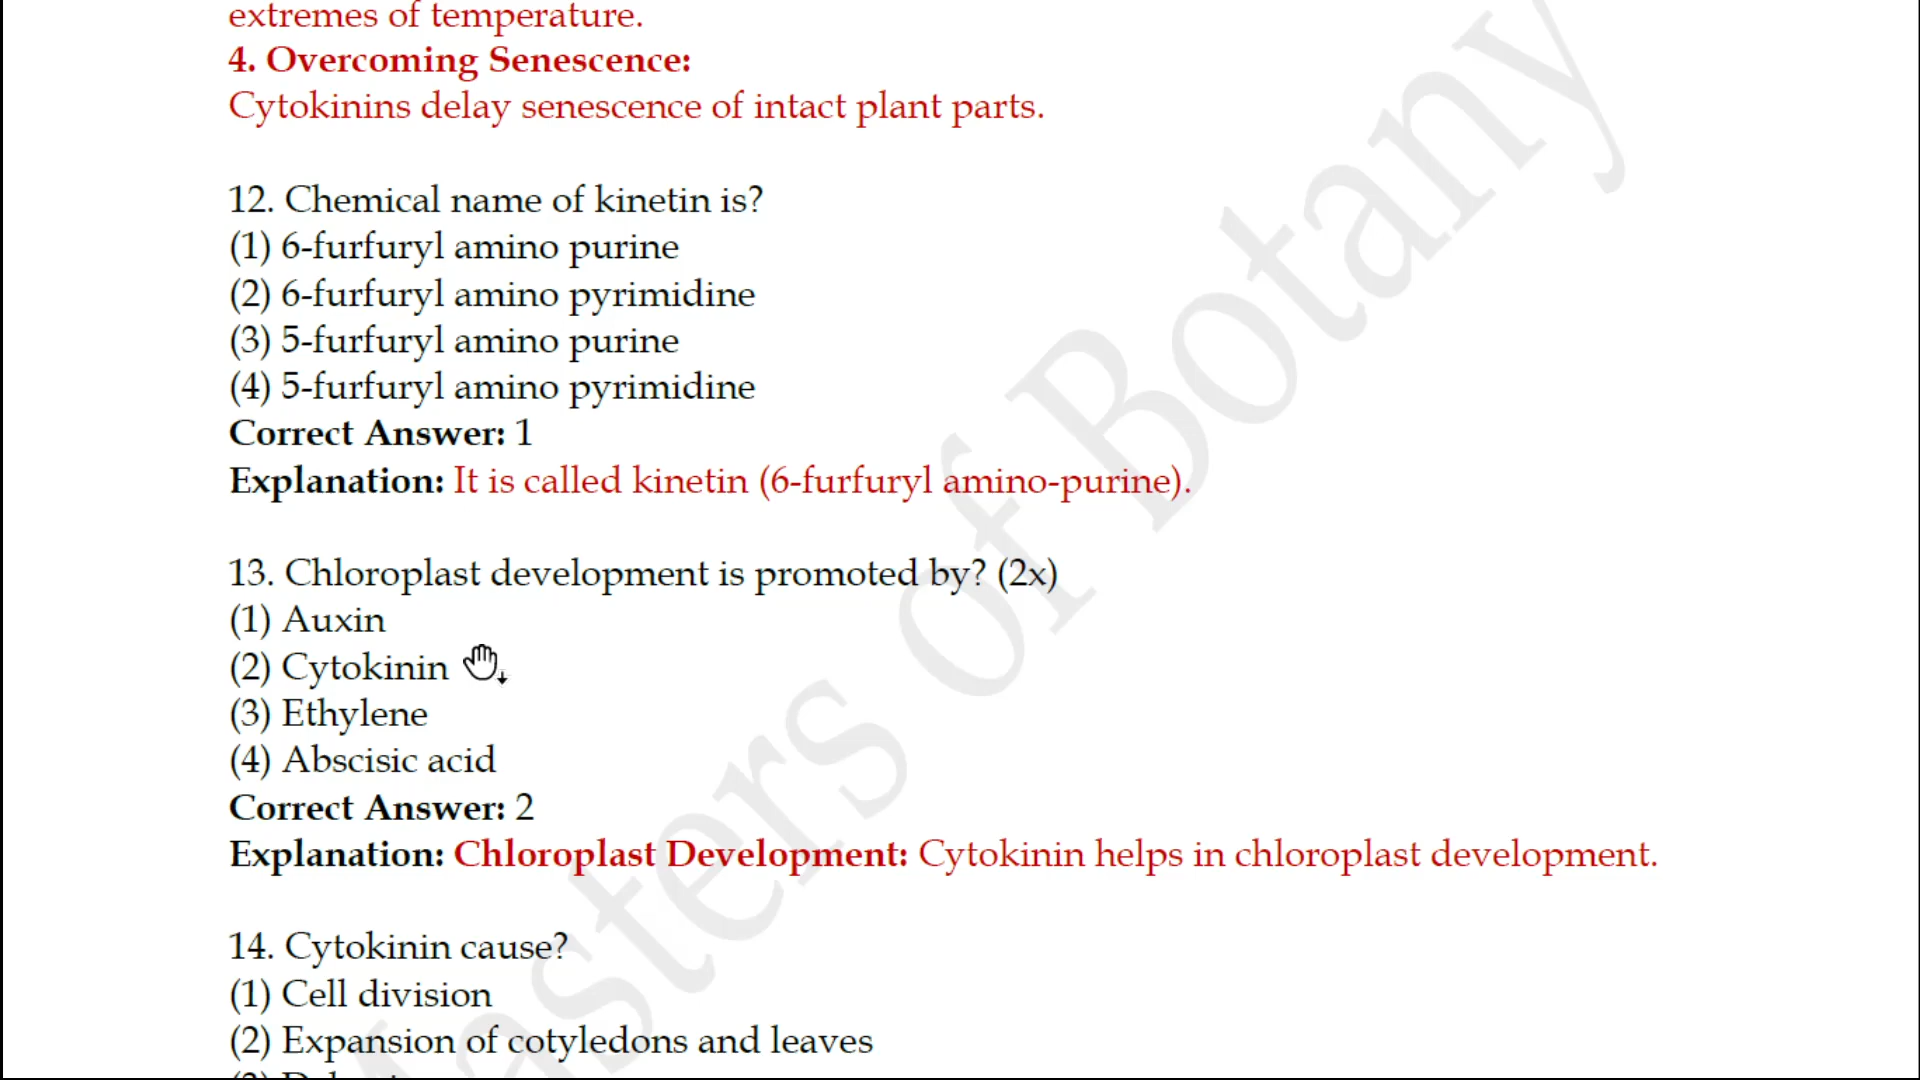 extremes of temperature.
4. Overcoming Senescence:
Cytokinins delay senescence of intact plant parts.
12. Chemical name of kinetin is?
(1) 6-furfuryl amino purine
(2) 6-furfuryl amino pyrimidine
(3) 5-furfuryl amino purine
(4) 5-furfuryl amino pyrimidine
Correct Answer: 1
Explanation: It is called kinetin (6-furfuryl amino-purine).
13. Chloroplast development is promoted by? (2x)
(1) Auxin
(2) Cytokinin
(3) Ethylene
(4) Abscisic acid
Correct Answer: 2
Explanation: Chloroplast Development: Cytokinin helps in chloroplast development.
14. Cytokinin cause?
(1) Cell division
(2) Expansion of cotyledons and leaves
Masters of Botany